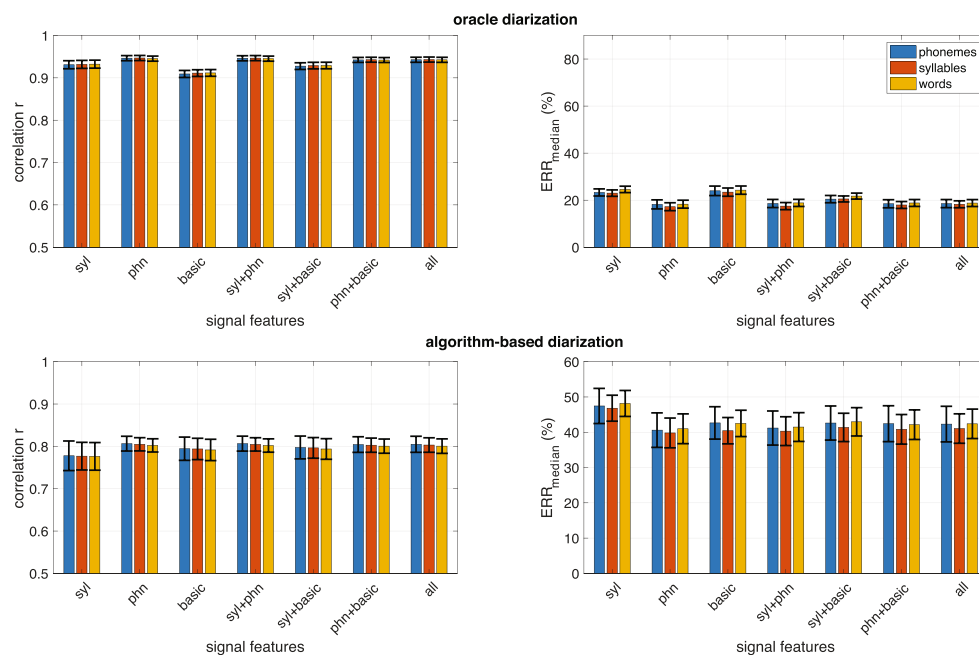 oracle diarization
1
0.9
0.8
0.7
0.6
0.5
correlation r
syl
phn
basic
syl+phn
syl+basic
phn+basic
all
signal features
80
60
40
20
0
ERR_median (%)
phonemes
syllables
words
syl
phn
basic
syl+phn
syl+basic
phn+basic
all
signal features
algorithm-based diarization
1
0.9
0.8
0.7
0.6
0.5
correlation r
syl
phn
basic
syl+phn
syl+basic
phn+basic
all
signal features
60
50
40
30
20
10
0
ERR_median (%)
syl
phn
basic
syl+phn
syl+basic
phn+basic
all
signal features